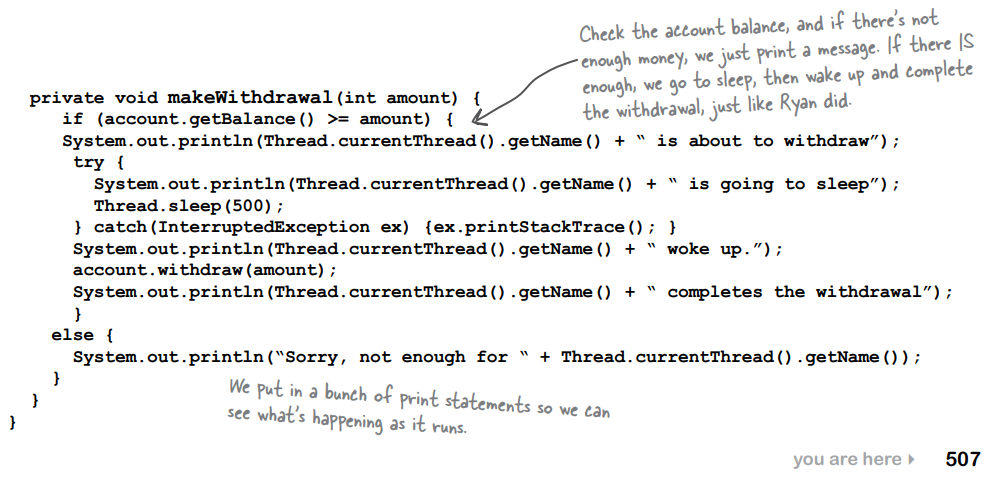 Check the account balance, and if there's not
enough money, we just print a message. If there IS
enough, we go to sleep, then wake up and complete
the withdrawal, just like Ryan did.
private void makeWithdrawal(int amount) {
if (account.getBalance() >= amount) {
System.out.println(Thread.currentThread().getName() + “ is about to withdraw”);
try {
System.out.println(Thread.currentThread().getName() + “ is going to sleep”);
Thread.sleep(500);
} catch(InterruptedException ex) {ex.printStackTrace(); }
System.out.println(Thread.currentThread().getName() + “ woke up.”);
account.withdraw(amount);
System.out.println(Thread.currentThread().getName() + “ completes the withdrawal”);
}
else {
System.out.println(“Sorry, not enough for “ + Thread.currentThread().getName());
}
}
}
We put in a bunch of print statements so we can
see what's happening as it runs.
you are here ▸ 507